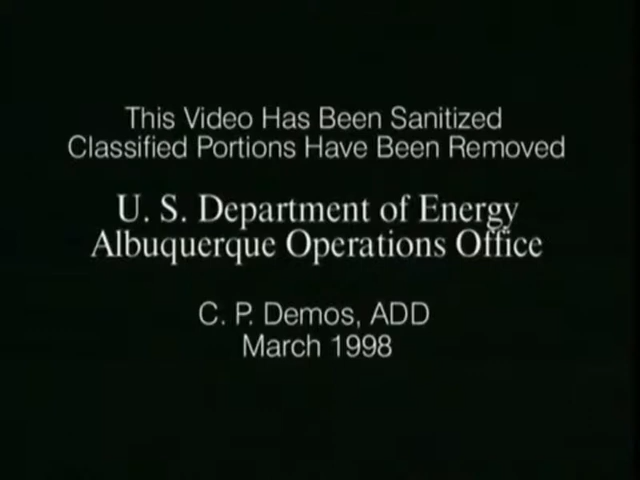 This Video Has Been Sanitized
Classified Portions Have Been Removed
U. S. Department of Energy
Albuquerque Operations Office
C. P. Demos, ADD
March 1998